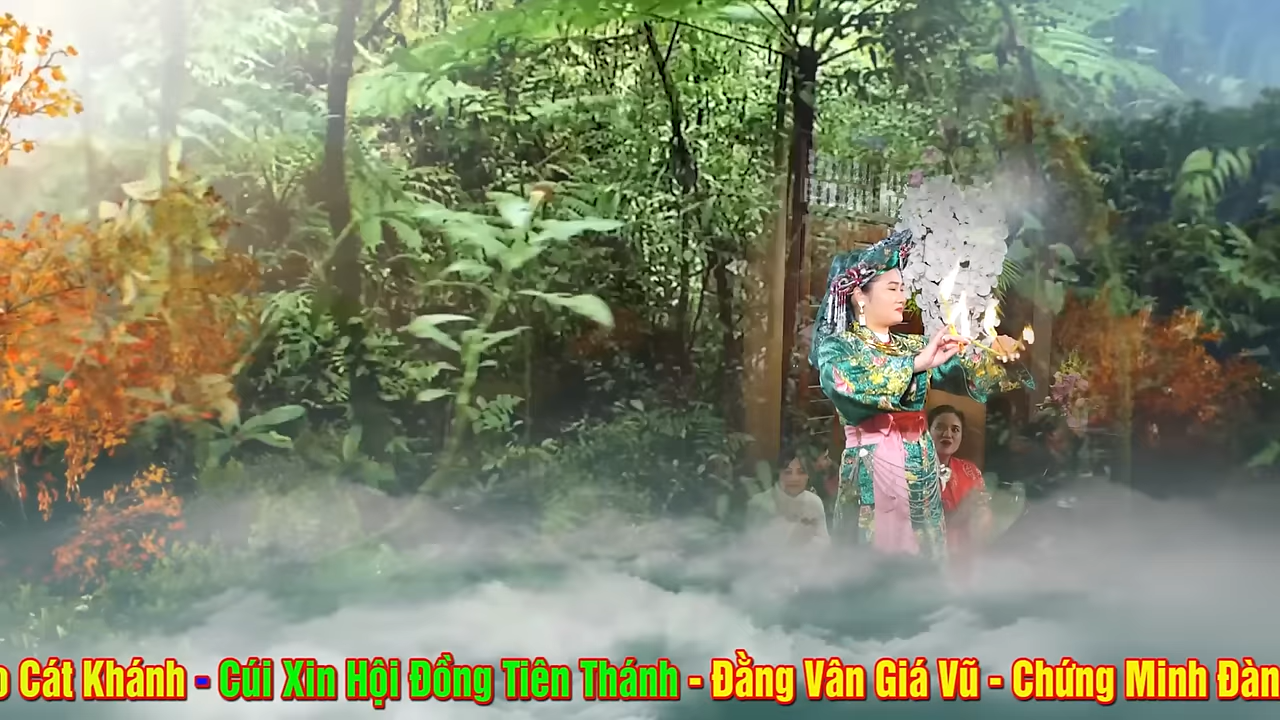 o Cát Khánh - Cúi Xin Hội Đồng Tiên Thánh - Đằng Vân Giá Vũ - Chứng Minh Đàn